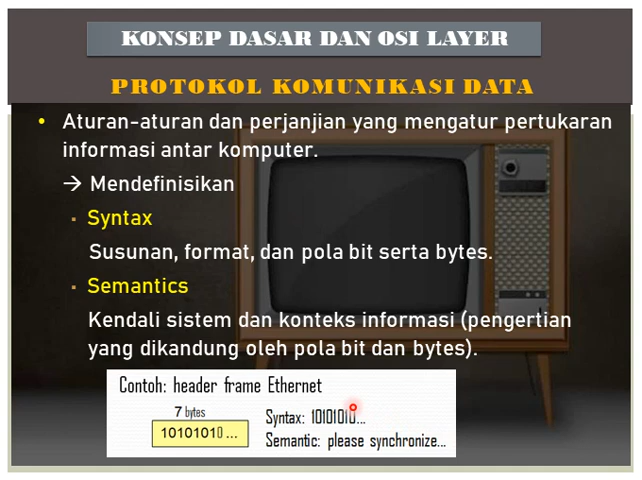 KONSEP DASAR DAN OSI LAYER
PROTOKOL KOMUNIKASI DATA
• Aturan-aturan dan perjanjian yang mengatur pertukaran
informasi antar komputer.
→ Mendefinisikan
▪ Syntax
Susunan, format, dan pola bit serta bytes.
▪ Semantics
Kendali sistem dan konteks informasi (pengertian
yang dikandung oleh pola bit dan bytes).
Contoh: header frame Ethernet
7 bytes
10101010 ...
Syntax: 10101010...
Semantic: please synchronize...